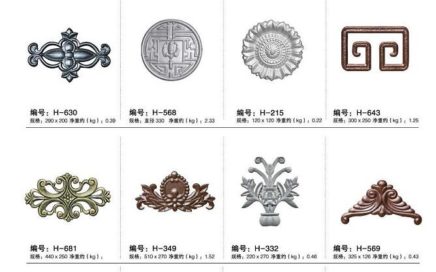 编号：H-630
规格：290 x 200 净重约（kg）：0.39
编号：H-568
规格：直径 330 净重约（kg）：2.33
编号：H-215
规格：120 x 120 净重约（kg）：0.22
编号：H-643
规格：300 x 250 净重约（kg）：1.25
编号：H-681
规格：440 x 250 净重约（kg）：
编号：H-349
规格：510 x 270 净重约（kg）：1.52
编号：H-332
规格：220 x 270 净重约（kg）：0.46
编号：H-569
规格：325 x 126 净重约（kg）：0.43